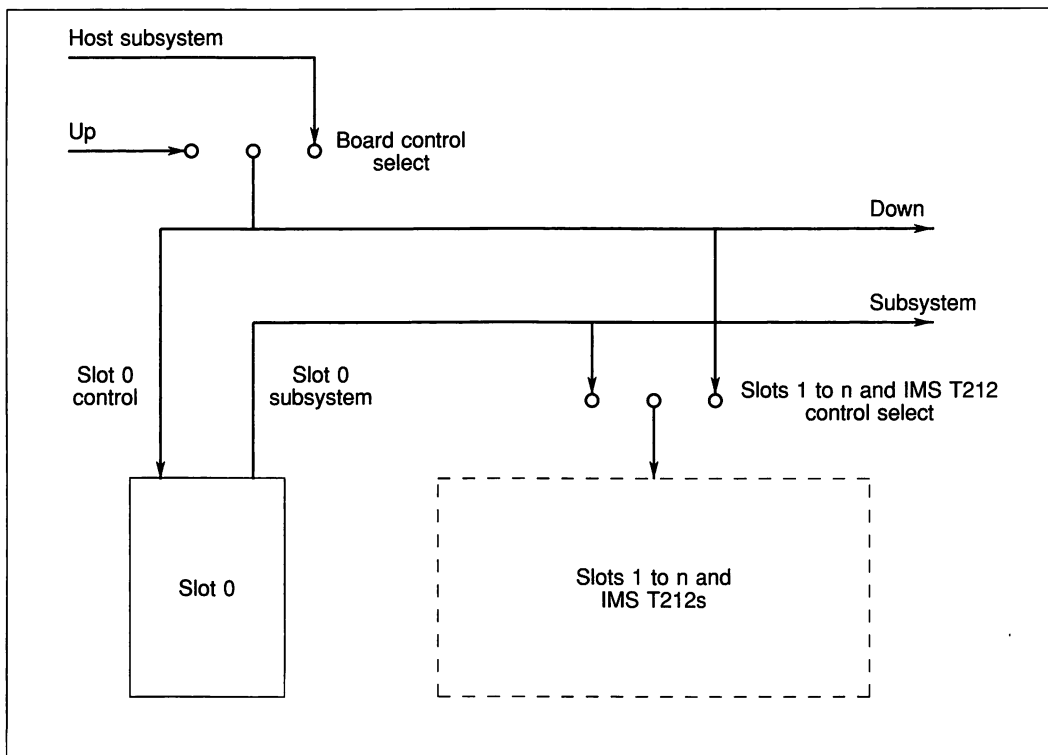 Host subsystem
Up
Board control
select
Down
Subsystem
Slot 0
control
Slot 0
subsystem
Slots 1 to n and IMS T212
control select
Slot 0
Slots 1 to n and
IMS T212s